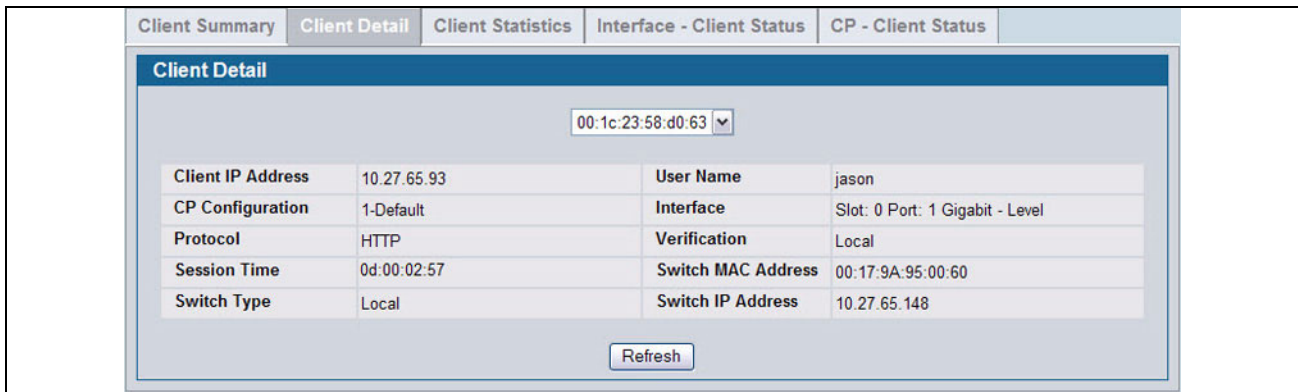 Client Summary Client Detail Client Statistics Interface - Client Status CP - Client Status
Client Detail
00:1c:23:58:d0:63
Client IP Address 10.27.65.93 User Name jason
CP Configuration 1-Default Interface Slot: 0 Port: 1 Gigabit - Level
Protocol HTTP Verification Local
Session Time 0d:00:02:57 Switch MAC Address 00:17:9A:95:00:60
Switch Type Local Switch IP Address 10.27.65.148
Refresh